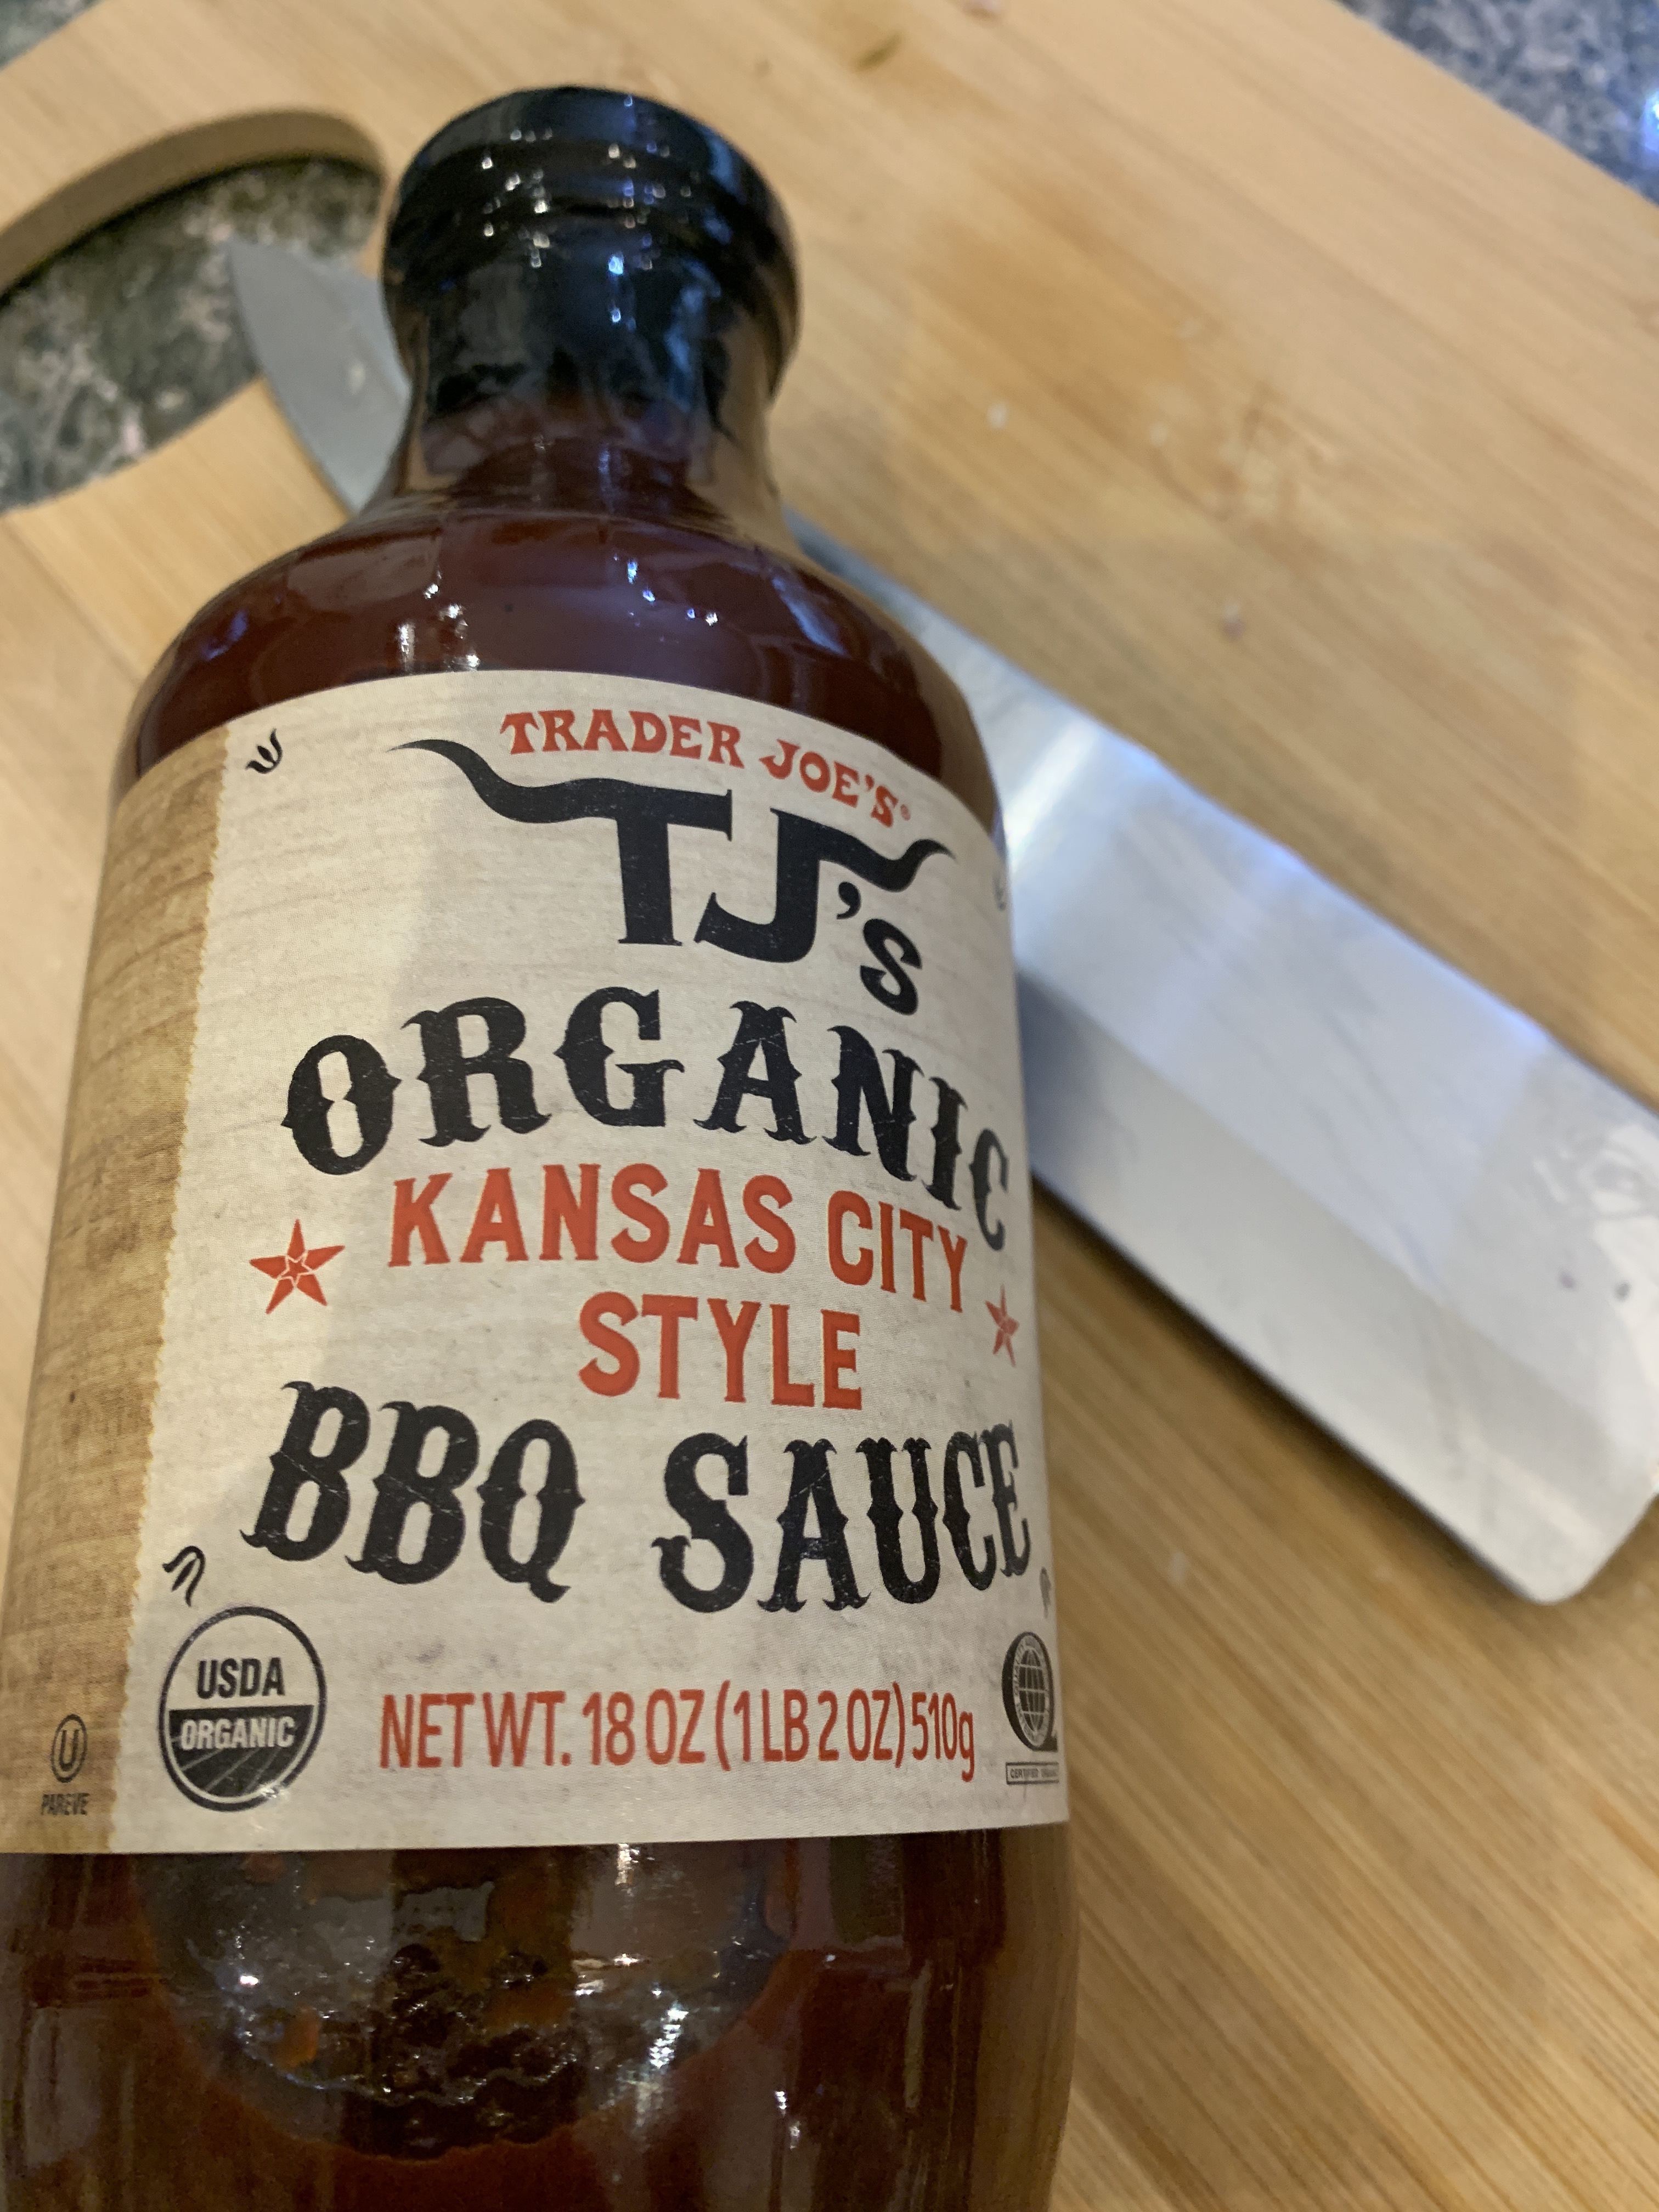 TRADER JOE'S®
TJ's
ORGANIC
KANSAS CITY
STYLE
BBQ SAUCE
USDA
ORGANIC
NET WT. 18 OZ (1 LB 2 OZ) 510g
U
PAREVE
CERTIFIED